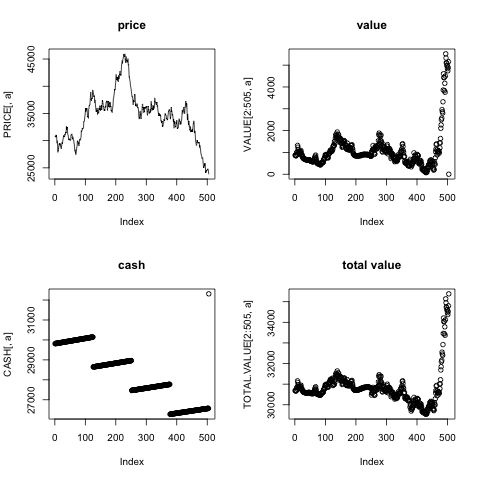 price
PRICE[, a]
25000 35000 45000
0 100 200 300 400 500
Index
value
VALUE[2:505, a]
0 2000 4000
0 100 200 300 400 500
Index
cash
CASH[, a]
27000 29000 31000
0 100 200 300 400 500
Index
total value
TOTAL.VALUE[2:505, a]
30000 32000 34000
0 100 200 300 400 500
Index